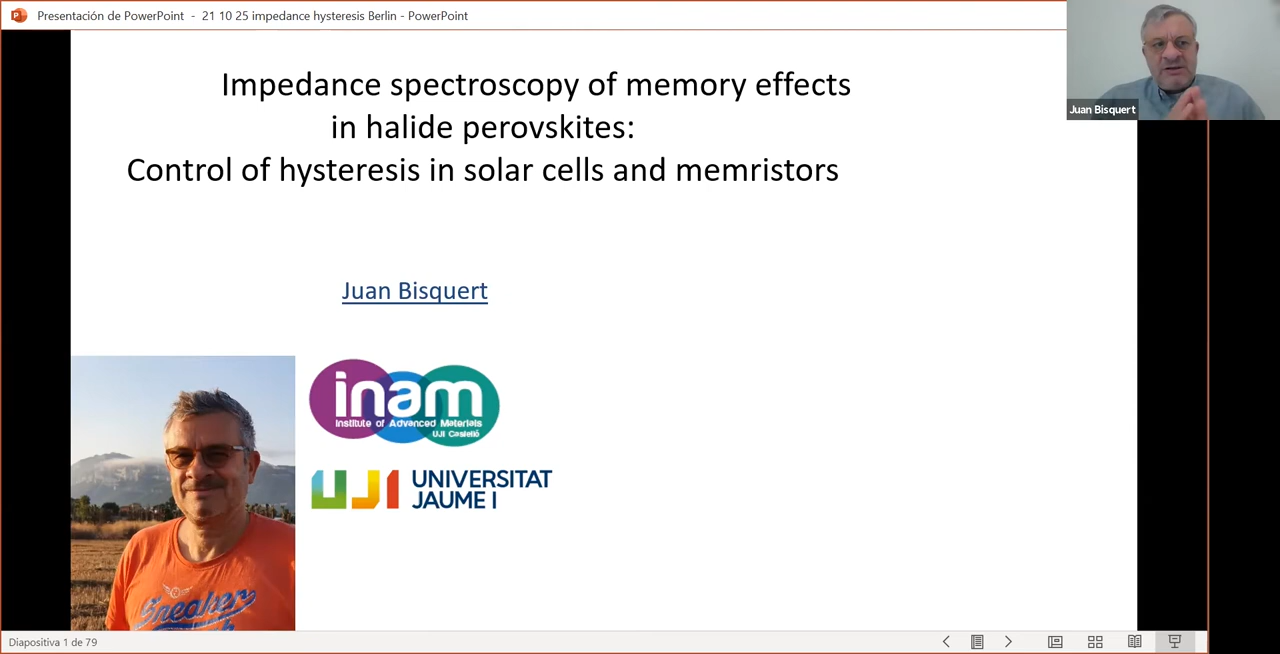 Presentación de PowerPoint - 21 10 25 impedance hysteresis Berlin - PowerPoint
Impedance spectroscopy of memory effects
in halide perovskites:
Control of hysteresis in solar cells and memristors
Juan Bisquert
Juan Bisquert
inam
Institute of Advanced Materials
UJI Castelló
UJI UNIVERSITAT
JAUME I
Sneaker
Diapositiva 1 de 79